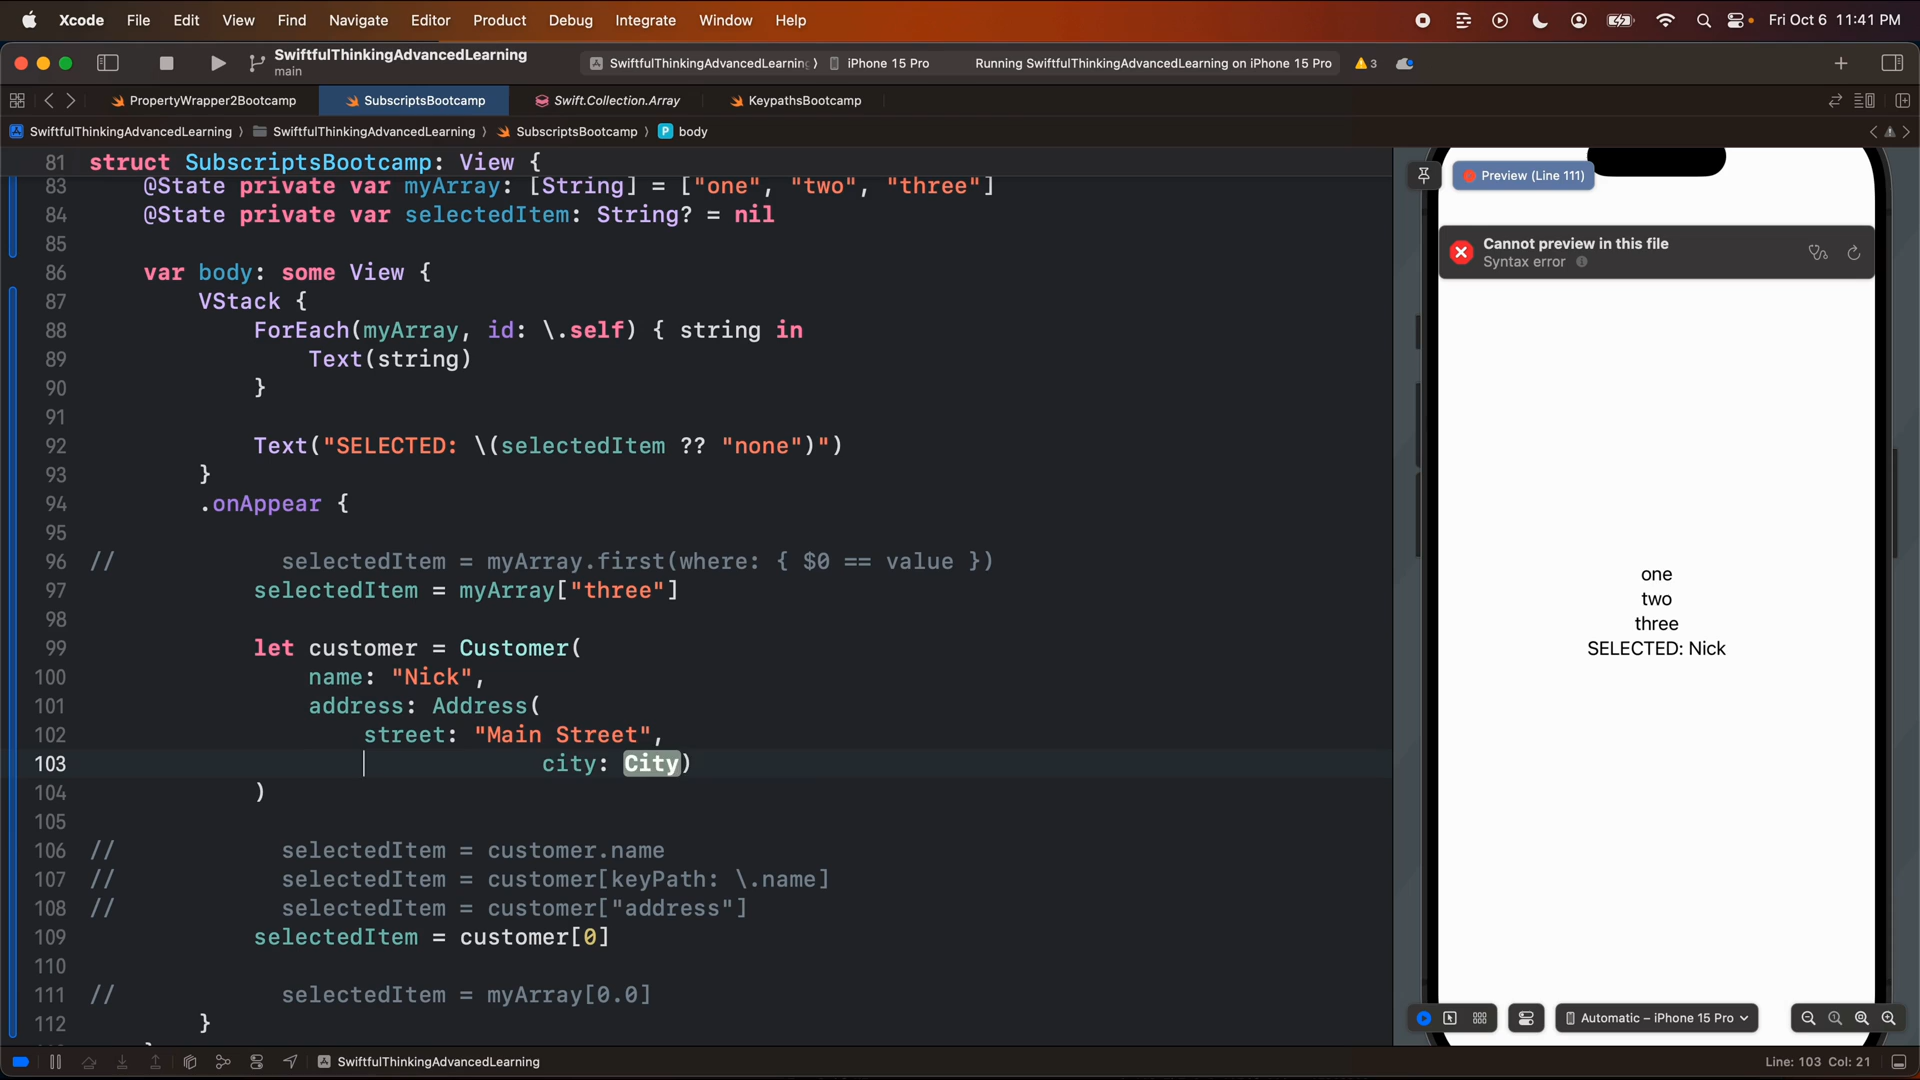 Xcode File Edit View Find Navigate Editor Product Debug Integrate Window Help Fri Oct 6 11:41 PM
SwiftfulThinkingAdvancedLearning
main
SwiftfulThinkingAdvancedLearning 〉 iPhone 15 Pro Running SwiftfulThinkingAdvancedLearning on iPhone 15 Pro 3
PropertyWrapper2Bootcamp SubscriptsBootcamp Swift.Collection.Array KeypathsBootcamp
SwiftfulThinkingAdvancedLearning 〉 SwiftfulThinkingAdvancedLearning 〉 SubscriptsBootcamp 〉 P body
81 struct SubscriptsBootcamp: View {
83 @State private var myArray: [String] = ["one", "two", "three"]
84 @State private var selectedItem: String? = nil
85
86 var body: some View {
87 VStack {
88 ForEach(myArray, id: \.self) { string in
89 Text(string)
90 }
91
92 Text("SELECTED: \(selectedItem ?? "none")")
93 }
94 .onAppear {
95
96 // selectedItem = myArray.first(where: { $0 == value })
97 selectedItem = myArray["three"]
98
99 let customer = Customer(
100 name: "Nick",
101 address: Address(
102 street: "Main Street",
103 city: City)
104 )
105
106 // selectedItem = customer.name
107 // selectedItem = customer[keyPath: \.name]
108 // selectedItem = customer["address"]
109 selectedItem = customer[0]
110
111 // selectedItem = myArray[0.0]
112 }
Preview (Line 111)
Cannot preview in this file
Syntax error
one
two
three
SELECTED: Nick
Automatic – iPhone 15 Pro
SwiftfulThinkingAdvancedLearning
Line: 103 Col: 21